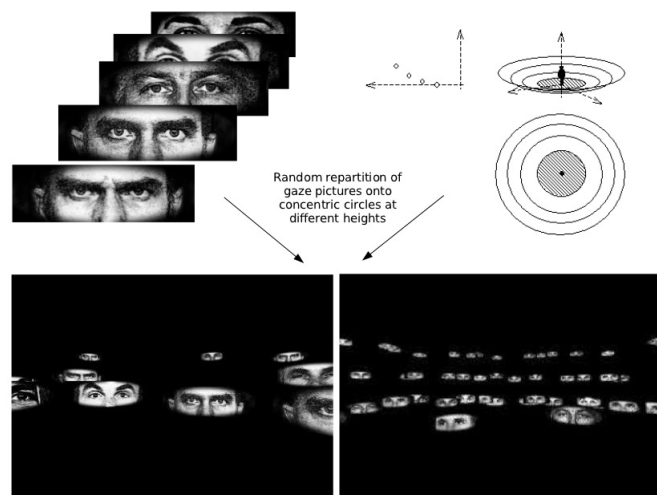 Random repartition of
gaze pictures onto
concentric circles at
different heights